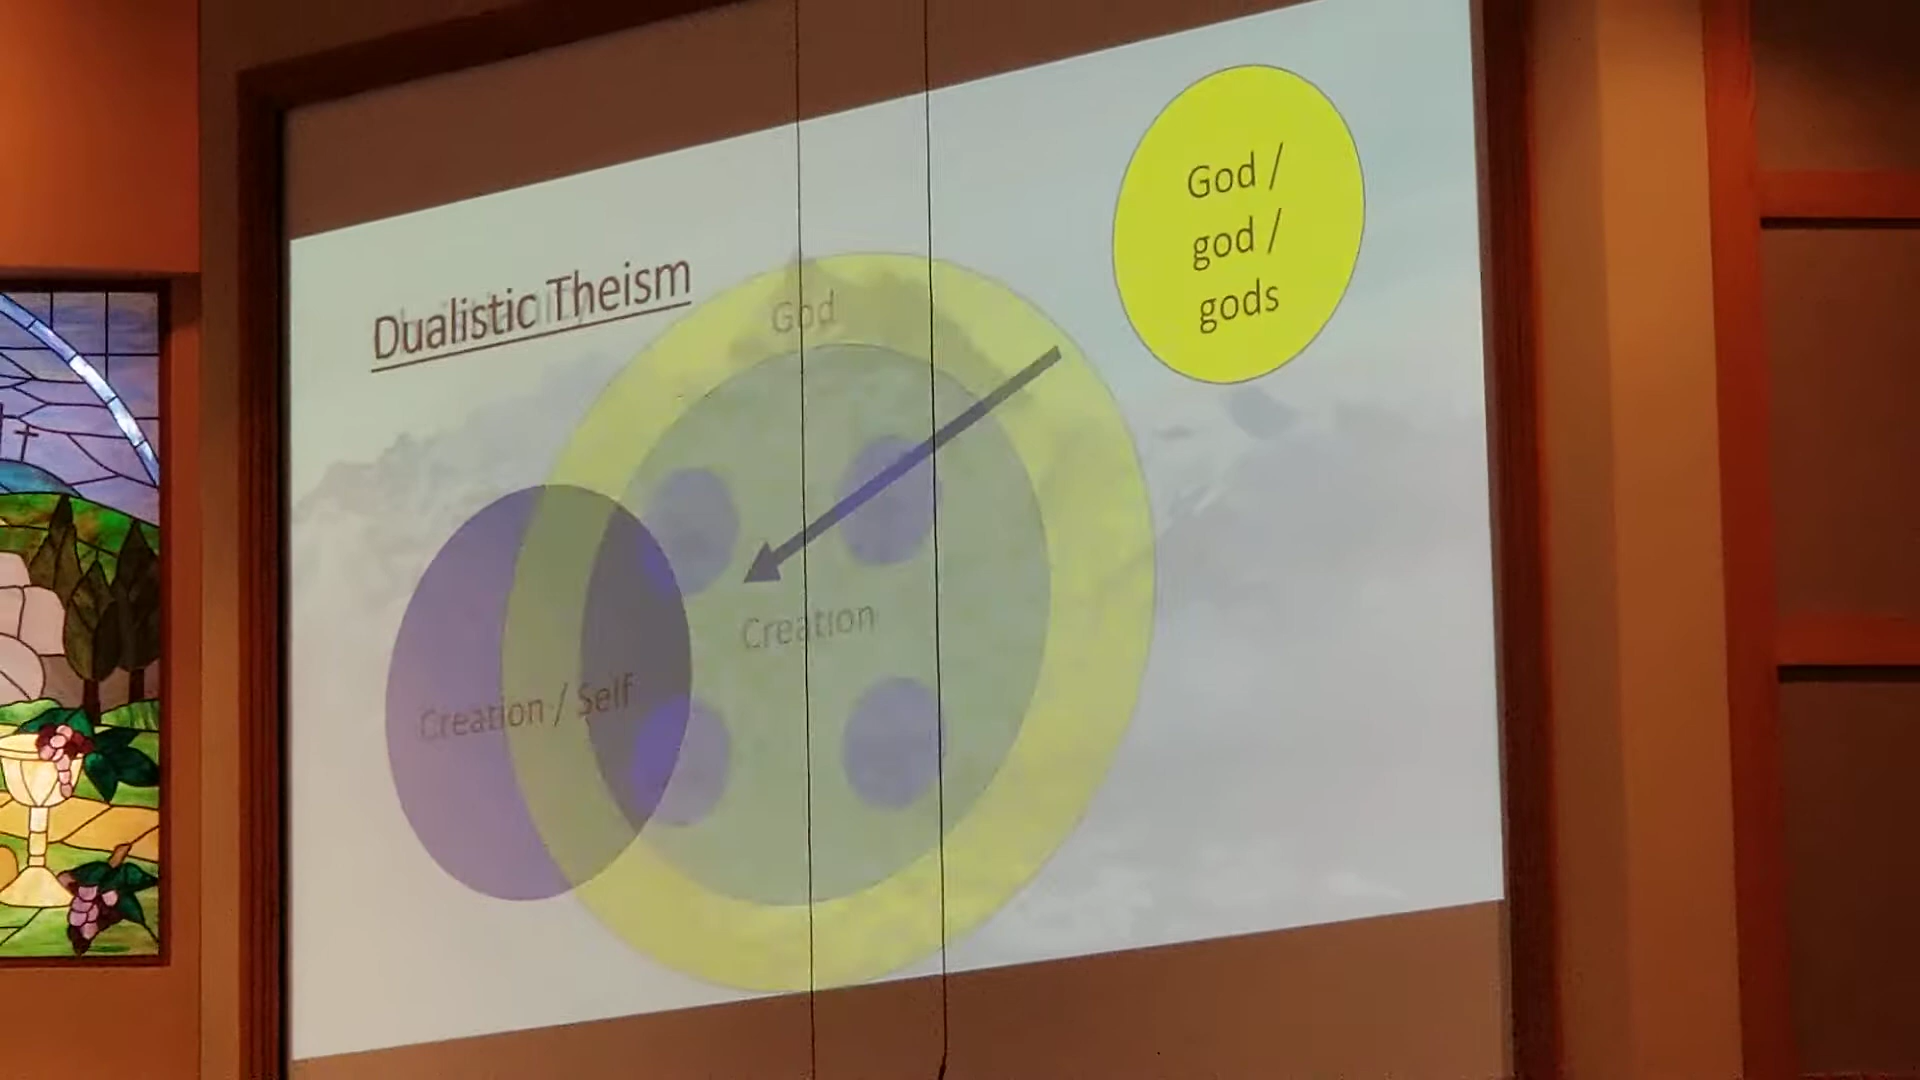 Dualistic Theism
God /
god /
gods
God
Creation
Creation / Self